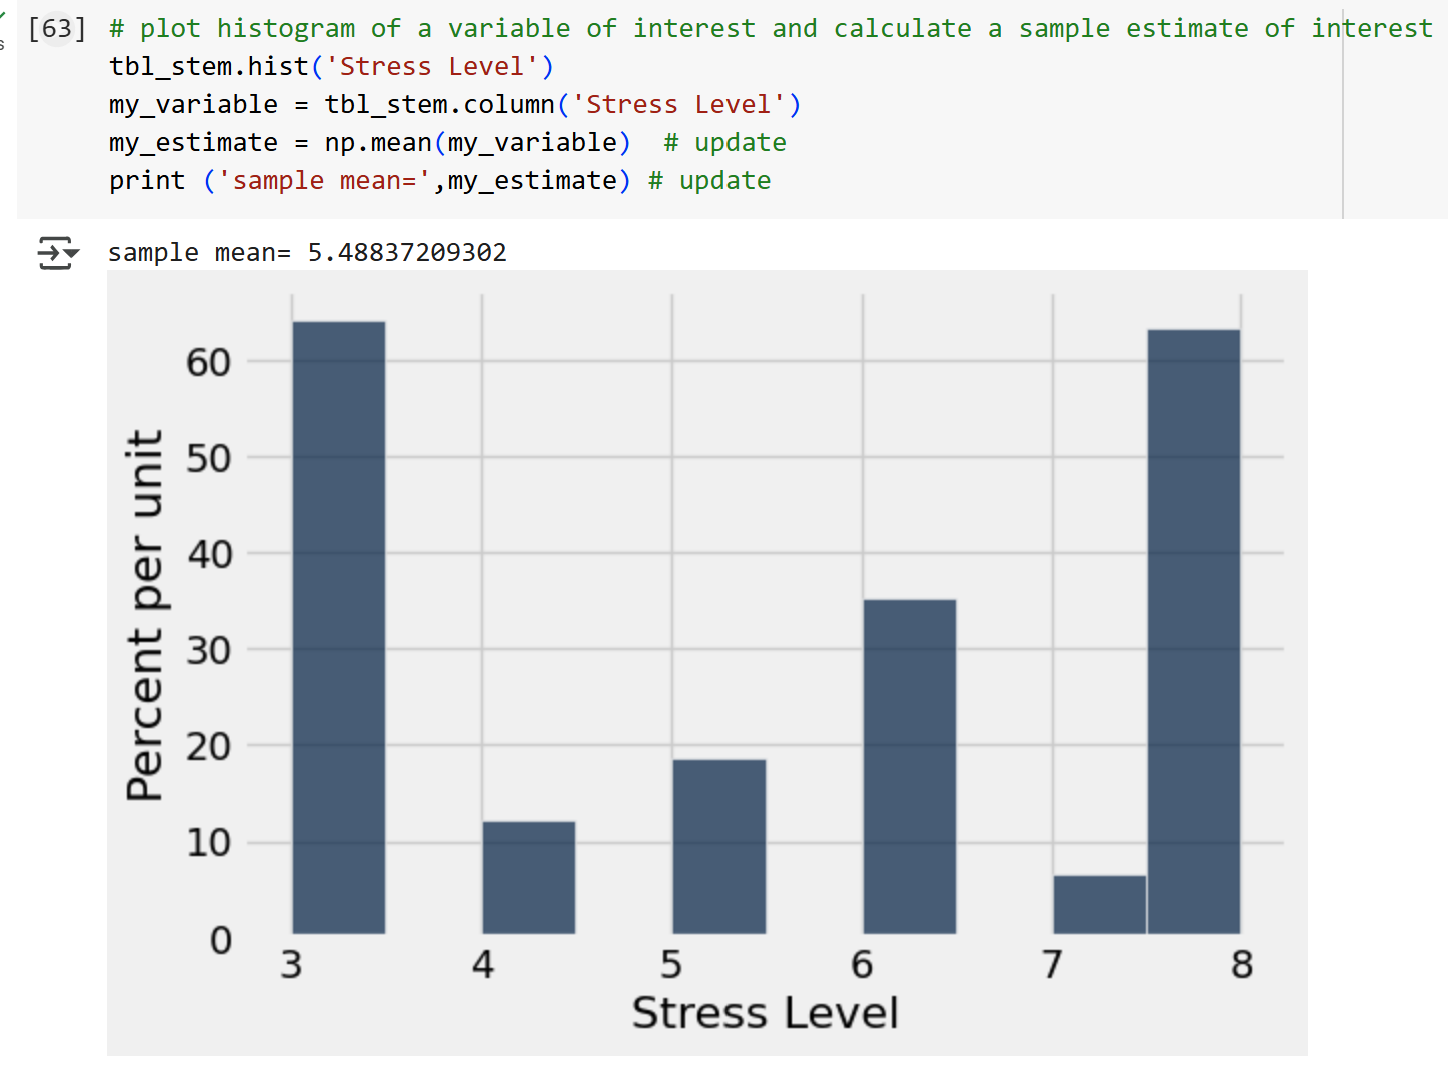 [63] # plot histogram of a variable of interest and calculate a sample estimate of interest
s
tbl_stem.hist('Stress Level')
my_variable = tbl_stem.column('Stress Level')
my_estimate = np.mean(my_variable)  # update
print ('sample mean=',my_estimate) # update
sample mean= 5.48837209302
Percent per unit
60
50
40
30
20
10
0
3 4 5 6 7 8
Stress Level